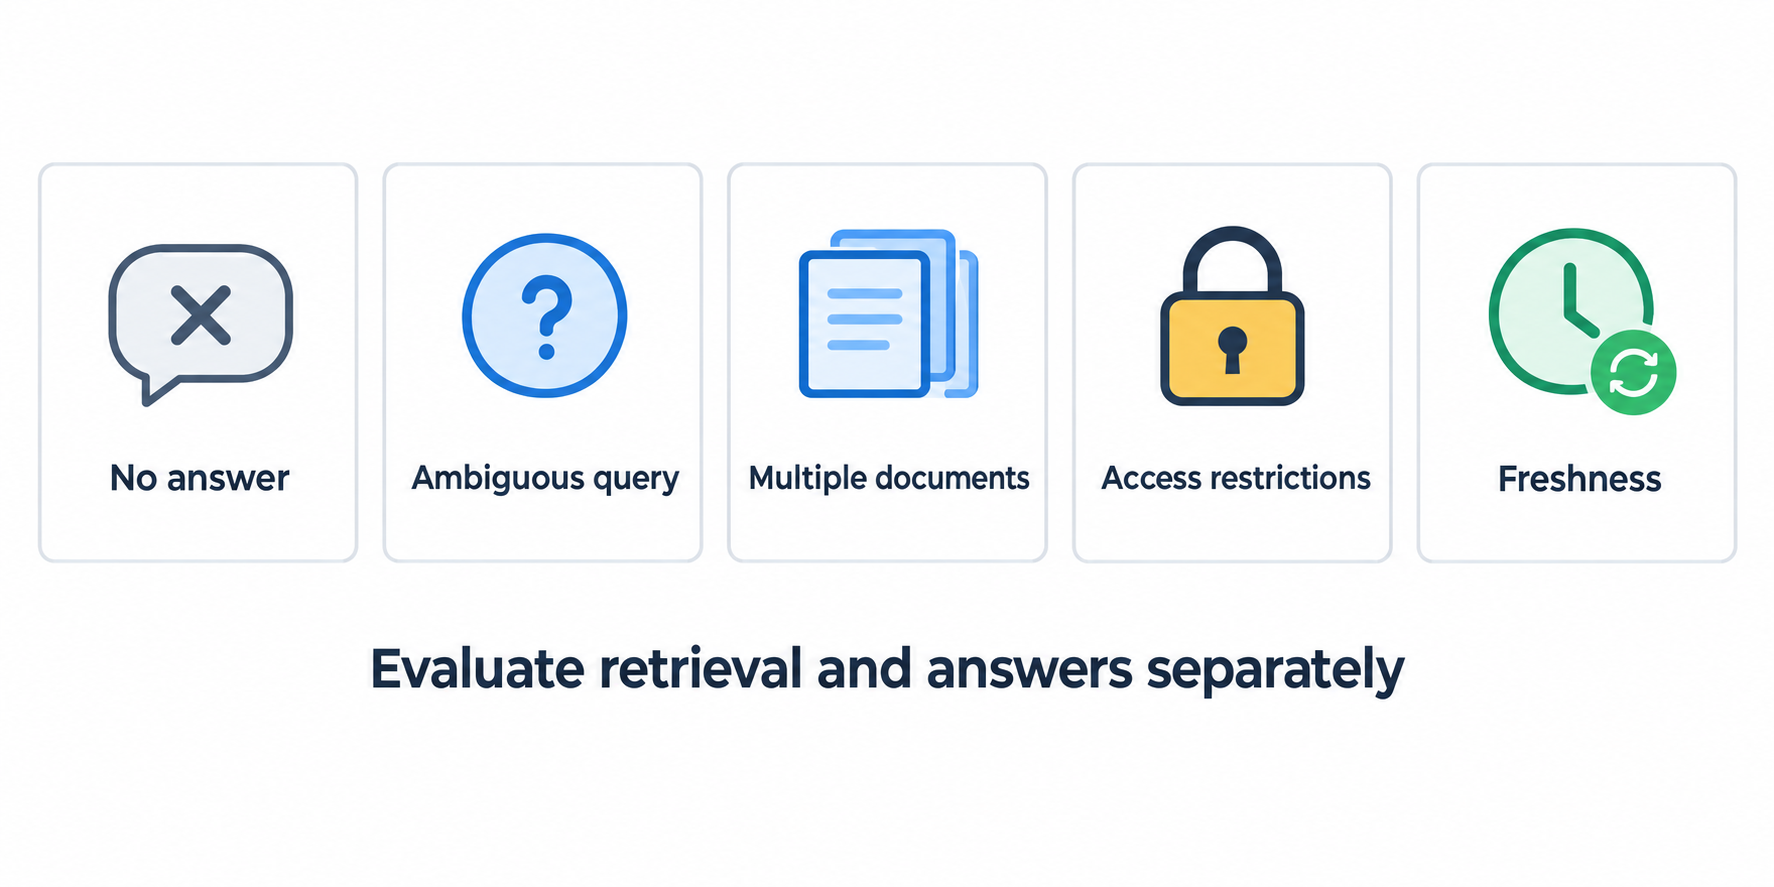 No answer
Ambiguous query
Multiple documents
Access restrictions
Freshness
Evaluate retrieval and answers separately